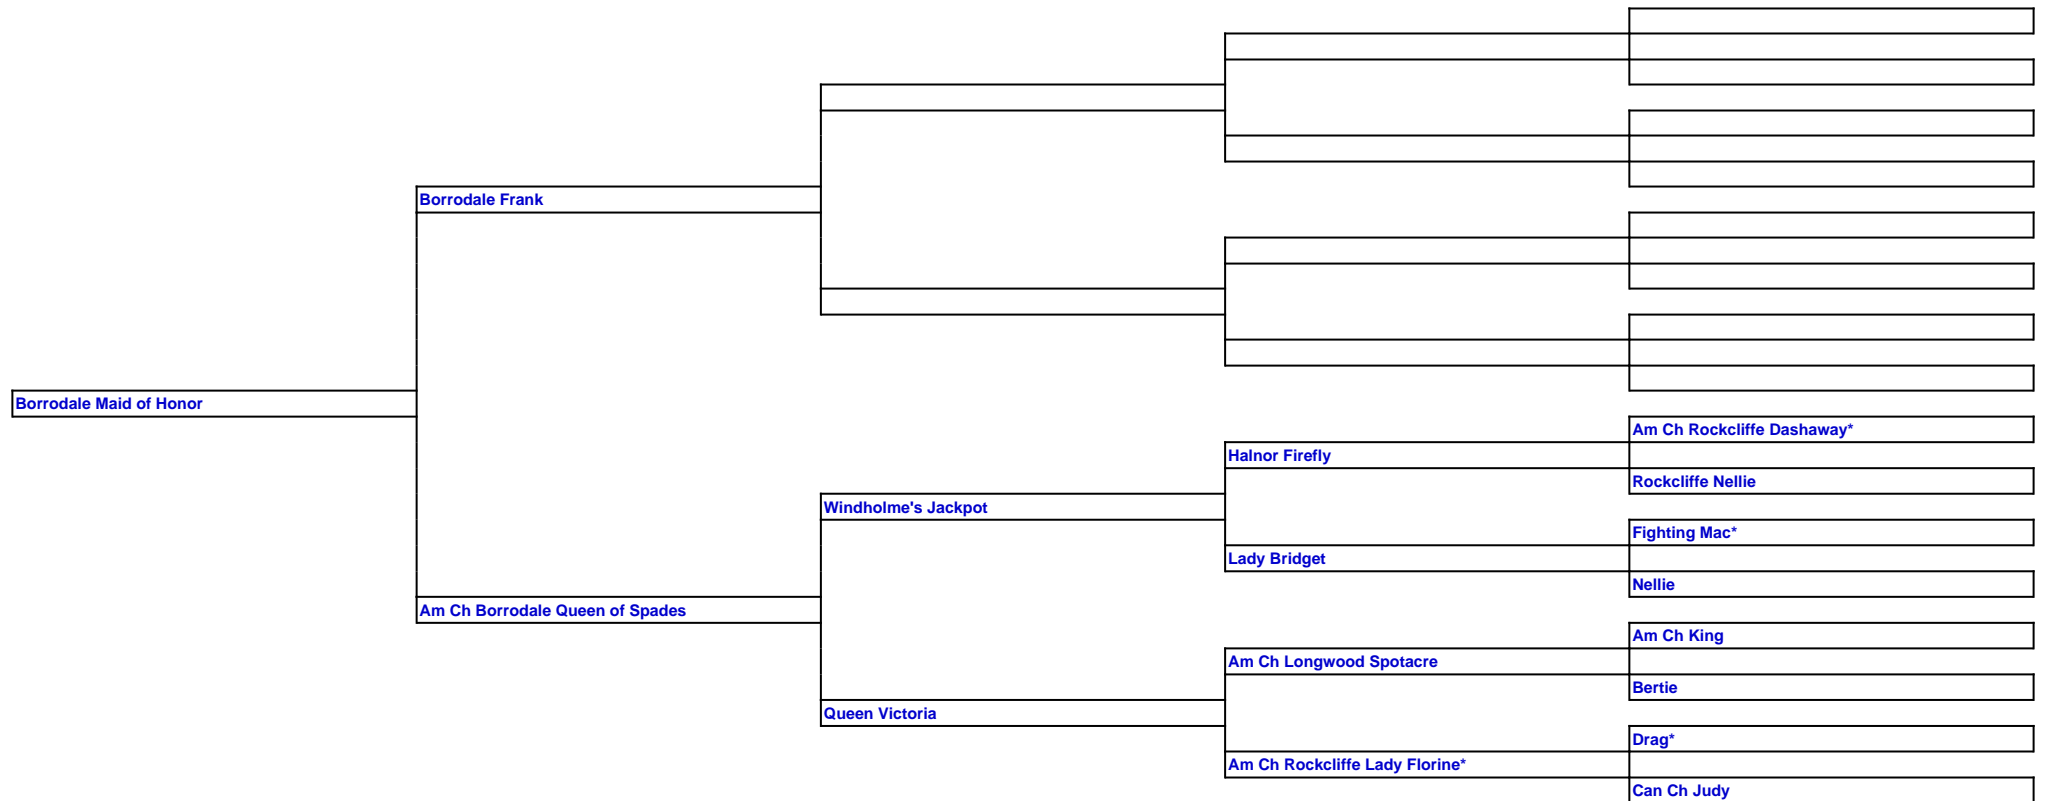 Borrodale Frank
Borrodale Maid of Honor
Am Ch Rockcliffe Dashaway*
Halnor Firefly
Rockcliffe Nellie
Windholme's Jackpot
Fighting Mac*
Lady Bridget
Nellie
Am Ch Borrodale Queen of Spades
Am Ch King
Am Ch Longwood Spotacre
Bertie
Queen Victoria
Drag*
Am Ch Rockcliffe Lady Florine*
Can Ch Judy